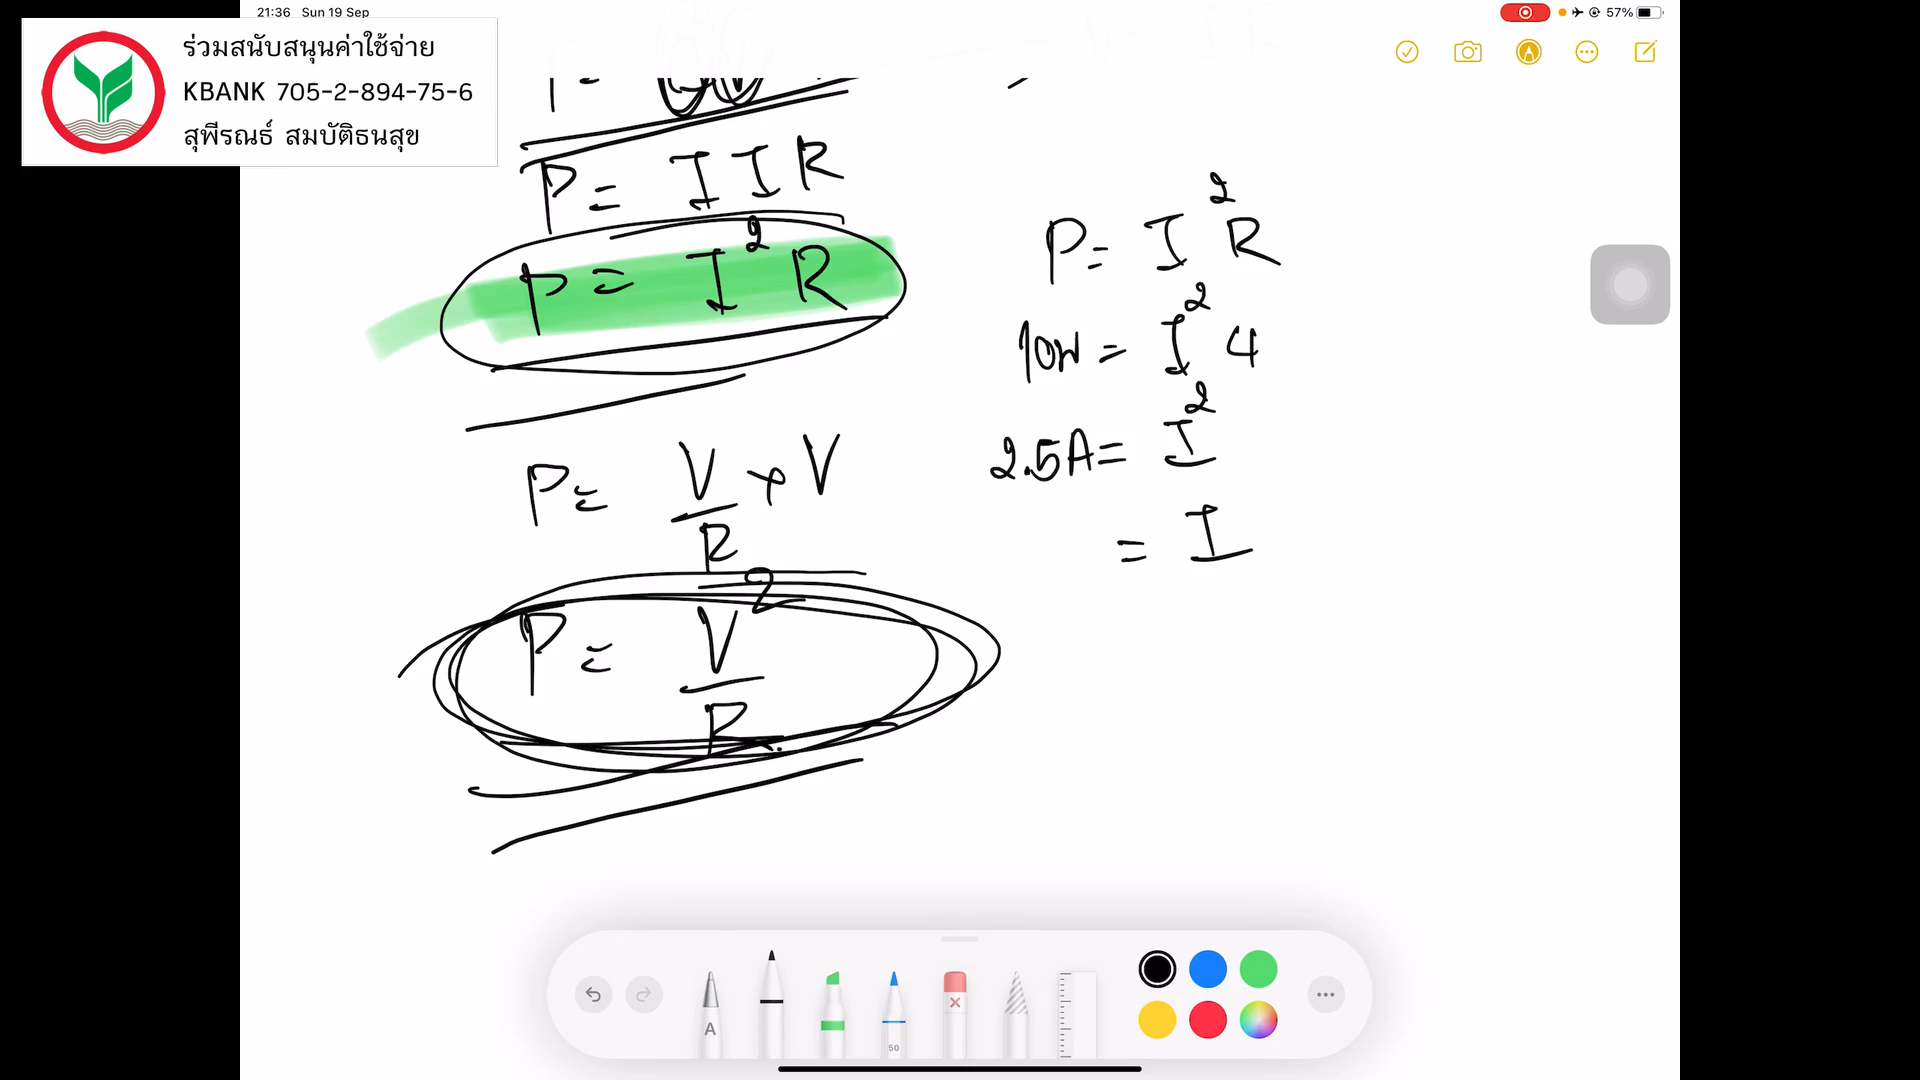 21:36 Sun 19 Sep
57%
ร่วมสนับสนุนค่าใช้จ่าย
KBANK 705-2-894-75-6
สุพีรณธ์ สมบัติธนสุข
P = I I R
P = I² R
P = V/R × V
P = V²/R
P = I² R
10W = I² 4
2.5A = I²
= I
A
50